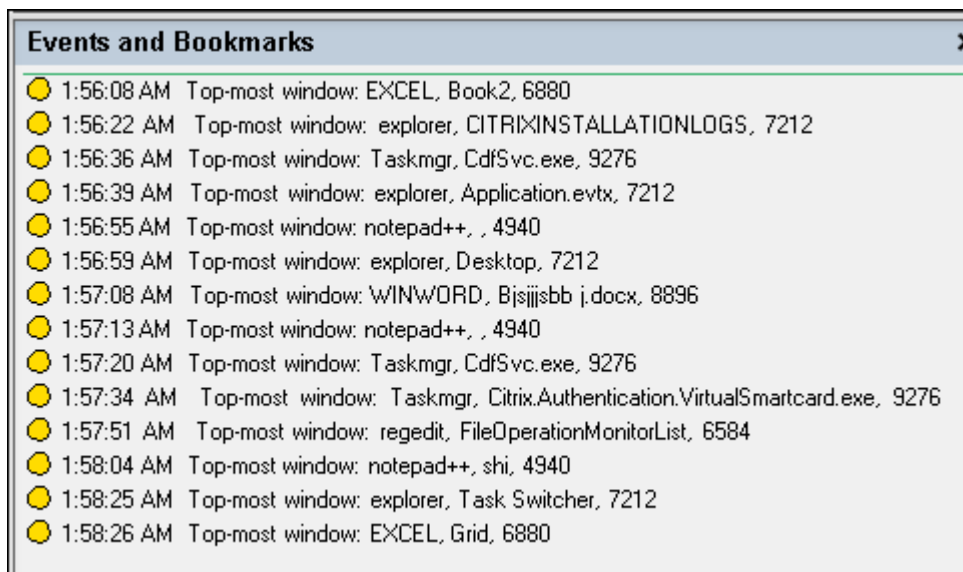 Events and Bookmarks
1:56:08 AM Top-most window: EXCEL, Book2, 6880
1:56:22 AM Top-most window: explorer, CITRIXINSTALLATIONLOGS, 7212
1:56:36 AM Top-most window: Taskmgr, CdfSvc.exe, 9276
1:56:39 AM Top-most window: explorer, Application.evtx, 7212
1:56:55 AM Top-most window: notepad++, , 4940
1:56:59 AM Top-most window: explorer, Desktop, 7212
1:57:08 AM Top-most window: WINWORD, Bjsjjjsbb j.docx, 8896
1:57:13 AM Top-most window: notepad++, , 4940
1:57:20 AM Top-most window: Taskmgr, CdfSvc.exe, 9276
1:57:34 AM Top-most window: Taskmgr, Citrix.Authentication.VirtualSmartcard.exe, 9276
1:57:51 AM Top-most window: regedit, FileOperationMonitorList, 6584
1:58:04 AM Top-most window: notepad++, shi, 4940
1:58:25 AM Top-most window: explorer, Task Switcher, 7212
1:58:26 AM Top-most window: EXCEL, Grid, 6880